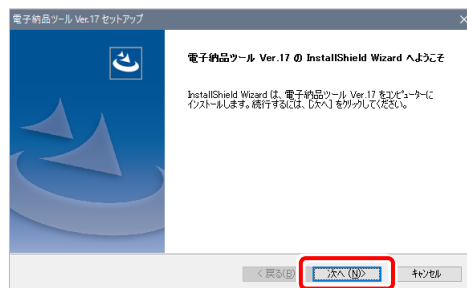 電子納品ツール Ver.17 セットアップ
電子納品ツール Ver.17 の InstallShield Wizard へようこそ
InstallShield Wizard は、電子納品ツール Ver.17 をコンピューターに
インストールします。続行するには、[次へ] をクリックしてください。
< 戻る(B)
次へ(N)>
キャンセル